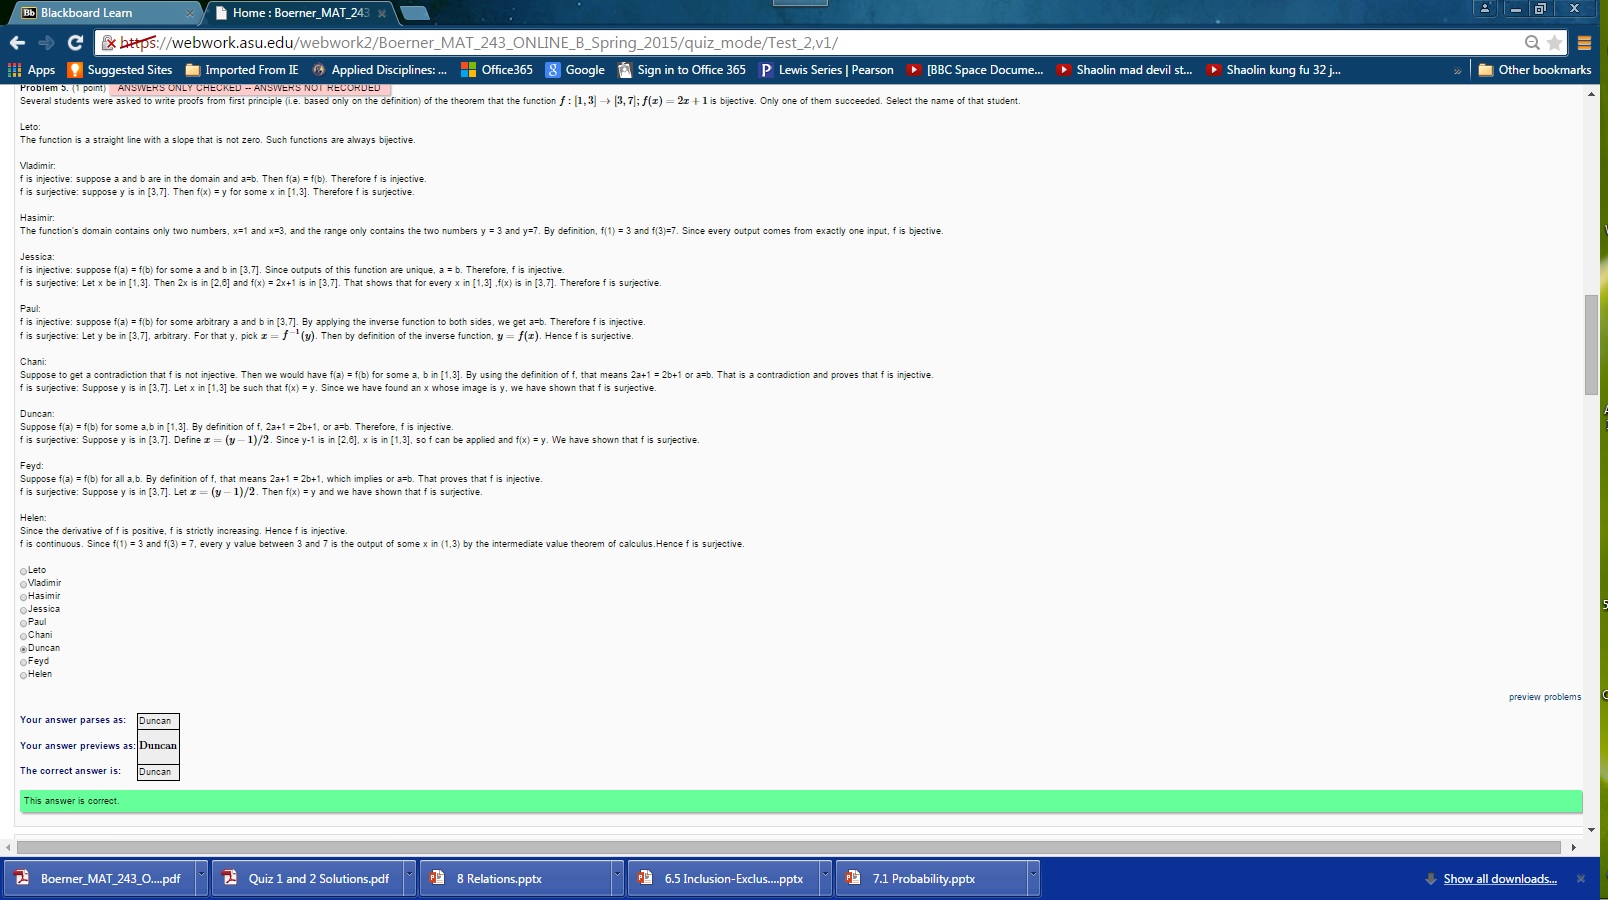 Blackboard Learn
Home : Boerner_MAT_243
https://webwork.asu.edu/webwork2/Boerner_MAT_243_ONLINE_B_Spring_2015/quiz_mode/Test_2,v1/
Apps Suggested Sites Imported From IE Applied Disciplines: ... Office365 Google Sign in to Office 365 Lewis Series | Pearson [BBC Space Docume... Shaolin mad devil st... Shaolin kung fu 32 j... » Other bookmarks
Problem 5. (1 point) ANSWERS ONLY CHECKED -- ANSWERS NOT RECORDED
Several students were asked to write proofs from first principle (i.e. based only on the definition) of the theorem that the function f : [1, 3] → [3, 7]; f(x) = 2x + 1 is bijective. Only one of them succeeded. Select the name of that student.
Leto:
The function is a straight line with a slope that is not zero. Such functions are always bijective.
Vladimir:
f is injective: suppose a and b are in the domain and a=b. Then f(a) = f(b). Therefore f is injective.
f is surjective: suppose y is in [3,7]. Then f(x) = y for some x in [1,3]. Therefore f is surjective.
Hasimir:
The function's domain contains only two numbers, x=1 and x=3, and the range only contains the two numbers y = 3 and y=7. By definition, f(1) = 3 and f(3)=7. Since every output comes from exactly one input, f is bjective.
Jessica:
f is injective: suppose f(a) = f(b) for some a and b in [3,7]. Since outputs of this function are unique, a = b. Therefore, f is injective.
f is surjective: Let x be in [1,3]. Then 2x is in [2,6] and f(x) = 2x+1 is in [3,7]. That shows that for every x in [1,3] ,f(x) is in [3,7]. Therefore f is surjective.
Paul:
f is injective: suppose f(a) = f(b) for some arbitrary a and b in [3,7]. By applying the inverse function to both sides, we get a=b. Therefore f is injective.
f is surjective: Let y be in [3,7], arbitrary. For that y, pick x = f⁻¹(y). Then by definition of the inverse function, y = f(x). Hence f is surjective.
Chani:
Suppose to get a contradiction that f is not injective. Then we would have f(a) = f(b) for some a, b in [1,3]. By using the definition of f, that means 2a+1 = 2b+1 or a=b. That is a contradiction and proves that f is injective.
f is surjective: Suppose y is in [3,7]. Let x in [1,3] be such that f(x) = y. Since we have found an x whose image is y, we have shown that f is surjective.
Duncan:
Suppose f(a) = f(b) for some a,b in [1,3]. By definition of f, 2a+1 = 2b+1, or a=b. Therefore, f is injective.
f is surjective: Suppose y is in [3,7]. Define x = (y − 1)/2. Since y-1 is in [2,6], x is in [1,3], so f can be applied and f(x) = y. We have shown that f is surjective.
Feyd:
Suppose f(a) = f(b) for all a,b. By definition of f, that means 2a+1 = 2b+1, which implies or a=b. That proves that f is injective.
f is surjective: Suppose y is in [3,7]. Let x = (y − 1)/2. Then f(x) = y and we have shown that f is surjective.
Helen:
Since the derivative of f is positive, f is strictly increasing. Hence f is injective.
f is continuous. Since f(1) = 3 and f(3) = 7, every y value between 3 and 7 is the output of some x in (1,3) by the intermediate value theorem of calculus.Hence f is surjective.
Leto
Vladimir
Hasimir
Jessica
Paul
Chani
Duncan
Feyd
Helen
preview problems
Your answer parses as: Duncan
Your answer previews as: Duncan
The correct answer is: Duncan
This answer is correct.
Boerner_MAT_243_O....pdf Quiz 1 and 2 Solutions.pdf 8 Relations.pptx 6.5 Inclusion-Exclus....pptx 7.1 Probability.pptx Show all downloads...